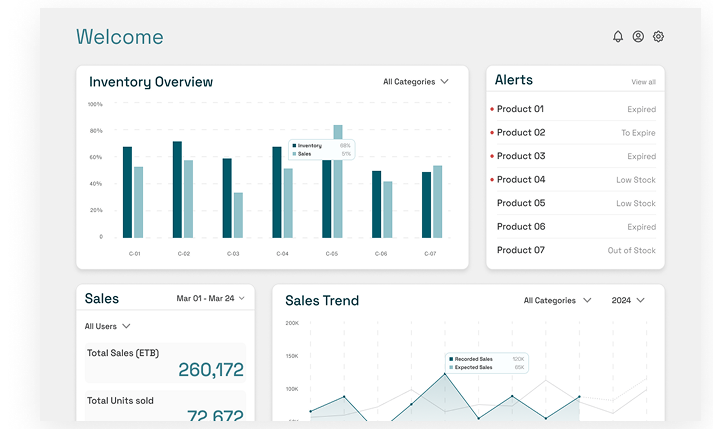 Welcome
Inventory Overview
All Categories
100%
80%
60%
40%
20%
0
Inventory 68%
Sales 51%
C-01 C-02 C-03 C-04 C-05 C-06 C-07
Alerts
View all
Product 01 Expired
Product 02 To Expire
Product 03 Expired
Product 04 Low Stock
Product 05 Low Stock
Product 06 Expired
Product 07 Out of Stock
Sales
Mar 01 - Mar 24
All Users
Total Sales (ETB)
260,172
Total Units sold
72,672
Sales Trend
All Categories
2024
200K
150K
100K
Recorded Sales
Expected Sales